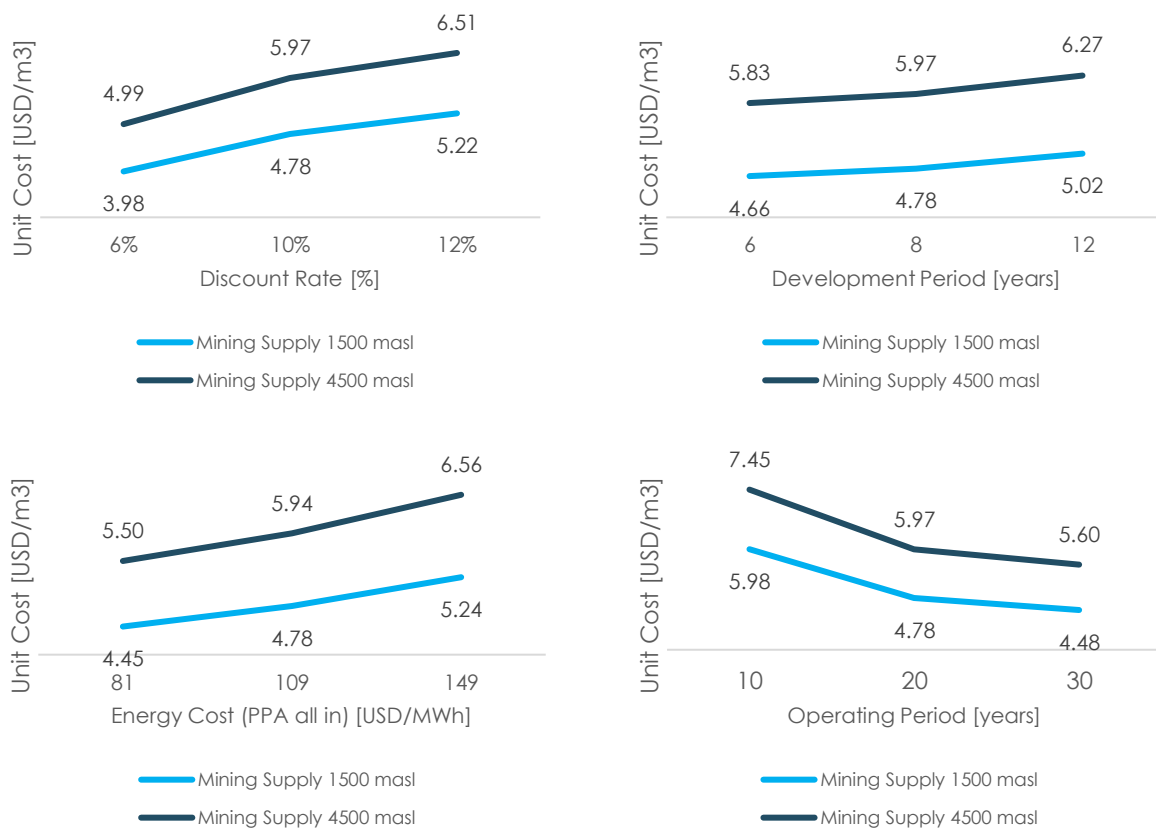 Unit Cost [USD/m3]
6.51
5.97
4.99
5.22
4.78
3.98
6%
10%
12%
Discount Rate [%]
Mining Supply 1500 masl
Mining Supply 4500 masl
Unit Cost [USD/m3]
6.27
5.97
5.83
5.02
4.78
4.66
6
8
12
Development Period [years]
Mining Supply 1500 masl
Mining Supply 4500 masl
Unit Cost [USD/m3]
6.56
5.94
5.50
5.24
4.78
4.45
81
109
149
Energy Cost (PPA all in) [USD/MWh]
Mining Supply 1500 masl
Mining Supply 4500 masl
Unit Cost [USD/m3]
7.45
5.97
5.60
5.98
4.78
4.48
10
20
30
Operating Period [years]
Mining Supply 1500 masl
Mining Supply 4500 masl